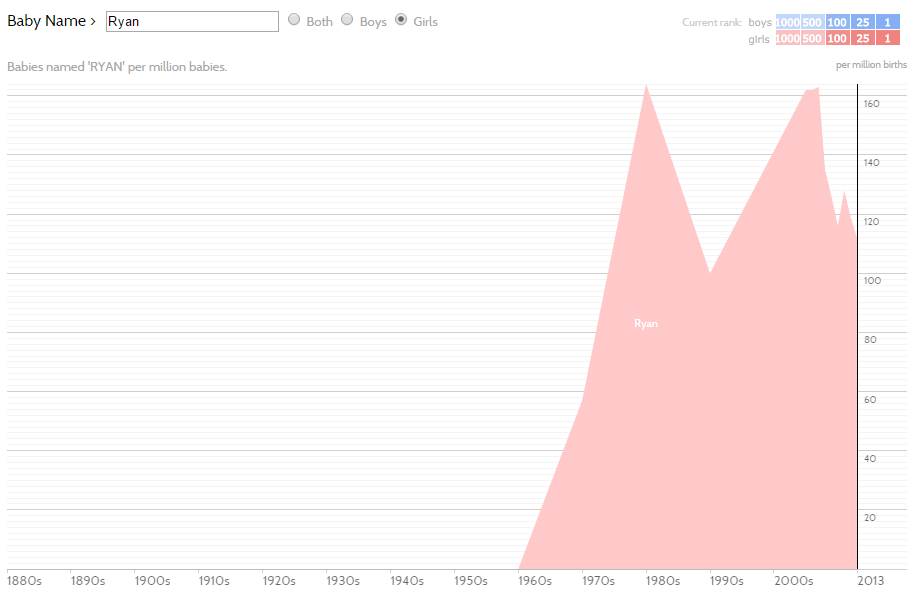 Baby Name > Ryan Both Boys Girls
Current rank: boys 1000 500 100 25 1
girls 1000 500 100 25 1
Babies named 'RYAN' per million babies.
per million births
160
140
120
100
80
60
40
20
Ryan
1880s 1890s 1900s 1910s 1920s 1930s 1940s 1950s 1960s 1970s 1980s 1990s 2000s 2013